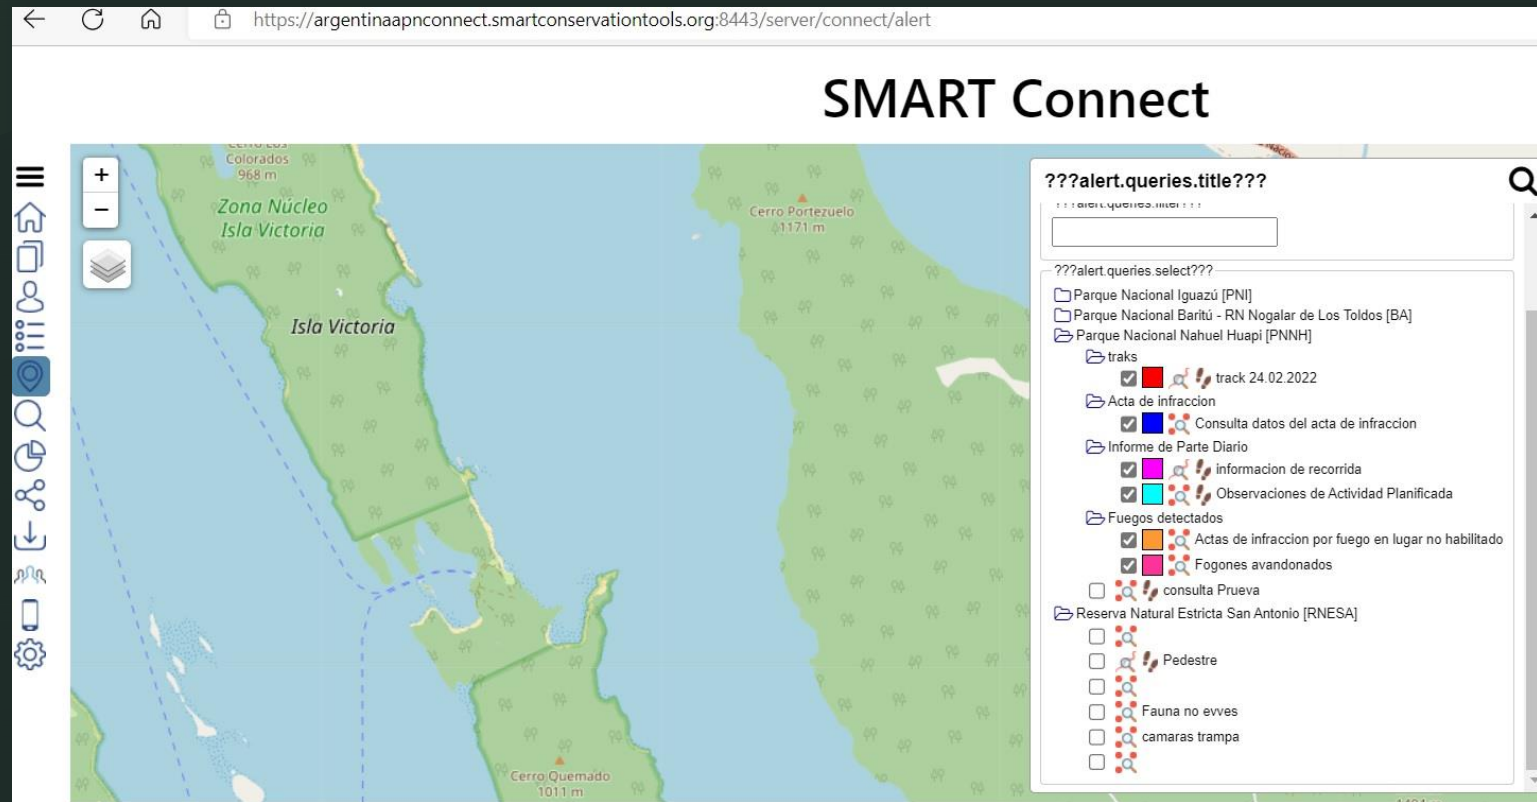 https://argentinaapnconnect.smartconservationtools.org:8443/server/connect/alert
SMART Connect
Colorados
968 m
Zona Núcleo
Isla Victoria
Isla Victoria
Cerro Portezuelo
1171 m
Cerro Quemado
1011 m
+
−
???alert.queries.title???
???alert.queries.filter???
???alert.queries.select???
Parque Nacional Iguazú [PNI]
Parque Nacional Baritú - RN Nogalar de Los Toldos [BA]
Parque Nacional Nahuel Huapi [PNNH]
traks
track 24.02.2022
Acta de infraccion
Consulta datos del acta de infraccion
Informe de Parte Diario
informacion de recorrida
Observaciones de Actividad Planificada
Fuegos detectados
Actas de infraccion por fuego en lugar no habilitado
Fogones avandonados
consulta Prueva
Reserva Natural Estricta San Antonio [RNESA]
Pedestre
Fauna no evves
camaras trampa